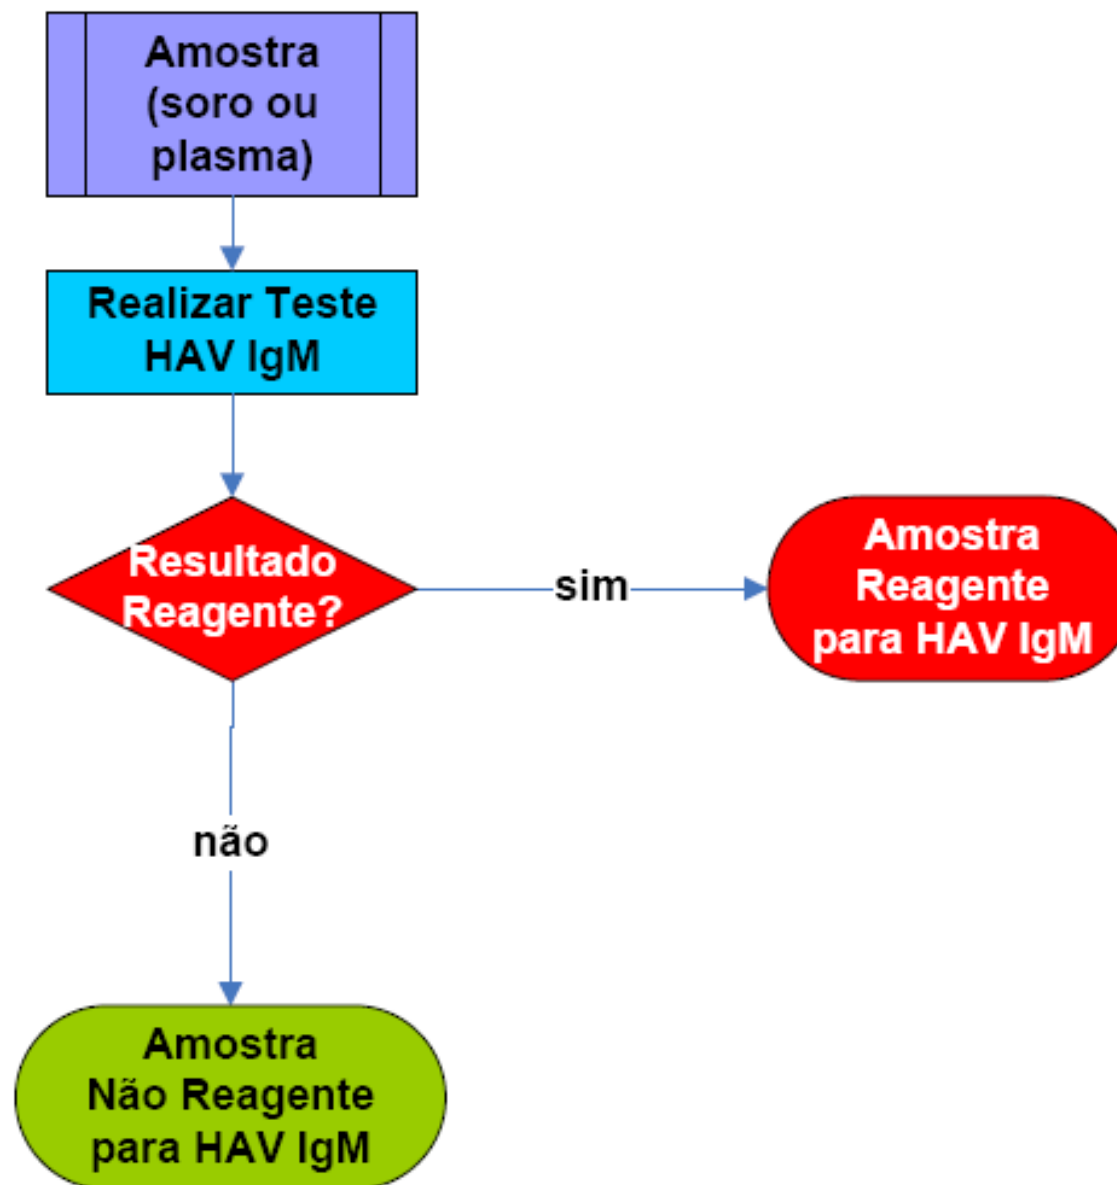 Amostra
(soro ou
plasma)
Realizar Teste
HAV IgM
Resultado
Reagente?
sim
Amostra
Reagente
para HAV IgM
não
Amostra
Não Reagente
para HAV IgM